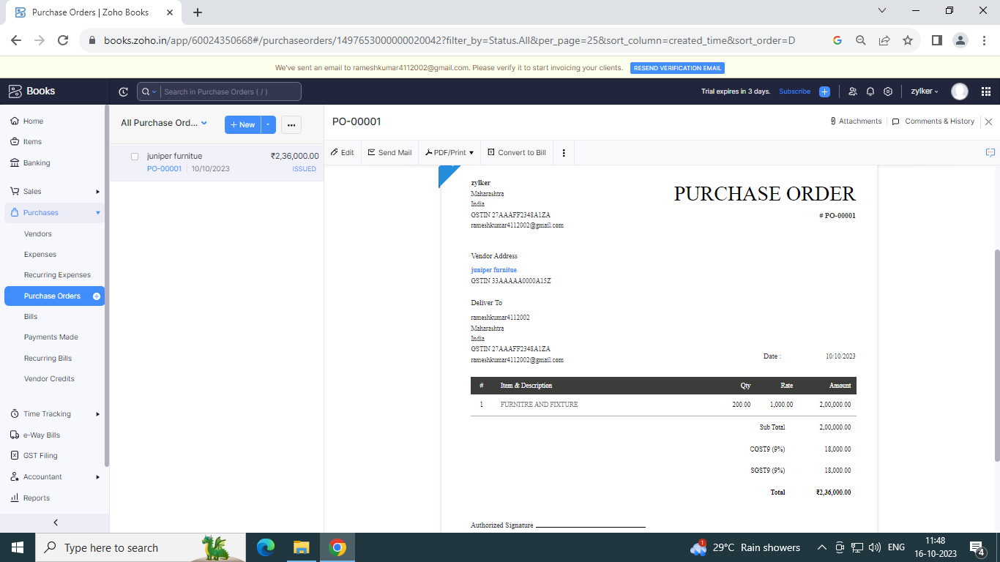 Purchase Orders | Zoho Books
books.zoho.in/app/60024350668#/purchaseorders/1497653000000020042?filter_by=Status.All&per_page=25&sort_column=created_time&sort_order=D
We've sent an email to rameshkumar4112002@gmail.com. Please verify it to start invoicing your clients. RESEND VERIFICATION EMAIL
Books
Search in Purchase Orders ( / )
Trial expires in 3 days. Subscribe
zylker
Home
Items
Banking
Sales
Purchases
Vendors
Expenses
Recurring Expenses
Purchase Orders
Bills
Payments Made
Recurring Bills
Vendor Credits
Time Tracking
e-Way Bills
GST Filing
Accountant
Reports
All Purchase Ord...
+ New
juniper furnitue ₹2,36,000.00
PO-00001 | 10/10/2023 ISSUED
PO-00001
Attachments
Comments & History
Edit
Send Mail
PDF/Print
Convert to Bill
zylker
Maharashtra
India
GSTIN 27AAAFF2348A1ZA
rameshkumar4112002@gmail.com
PURCHASE ORDER
# PO-00001
Vendor Address
juniper furnitue
GSTIN 33AAAAA0000A15Z
Deliver To
rameshkumar4112002
Maharashtra
India
GSTIN 27AAAFF2348A1ZA
rameshkumar4112002@gmail.com
Date : 10/10/2023
# Item & Description Qty Rate Amount
1 FURNITRE AND FIXTURE 200.00 1,000.00 2,00,000.00
Sub Total 2,00,000.00
CGST9 (9%) 18,000.00
SGST9 (9%) 18,000.00
Total ₹2,36,000.00
Authorized Signature
Type here to search
1
29°C Rain showers
ENG
11:48
16-10-2023
4